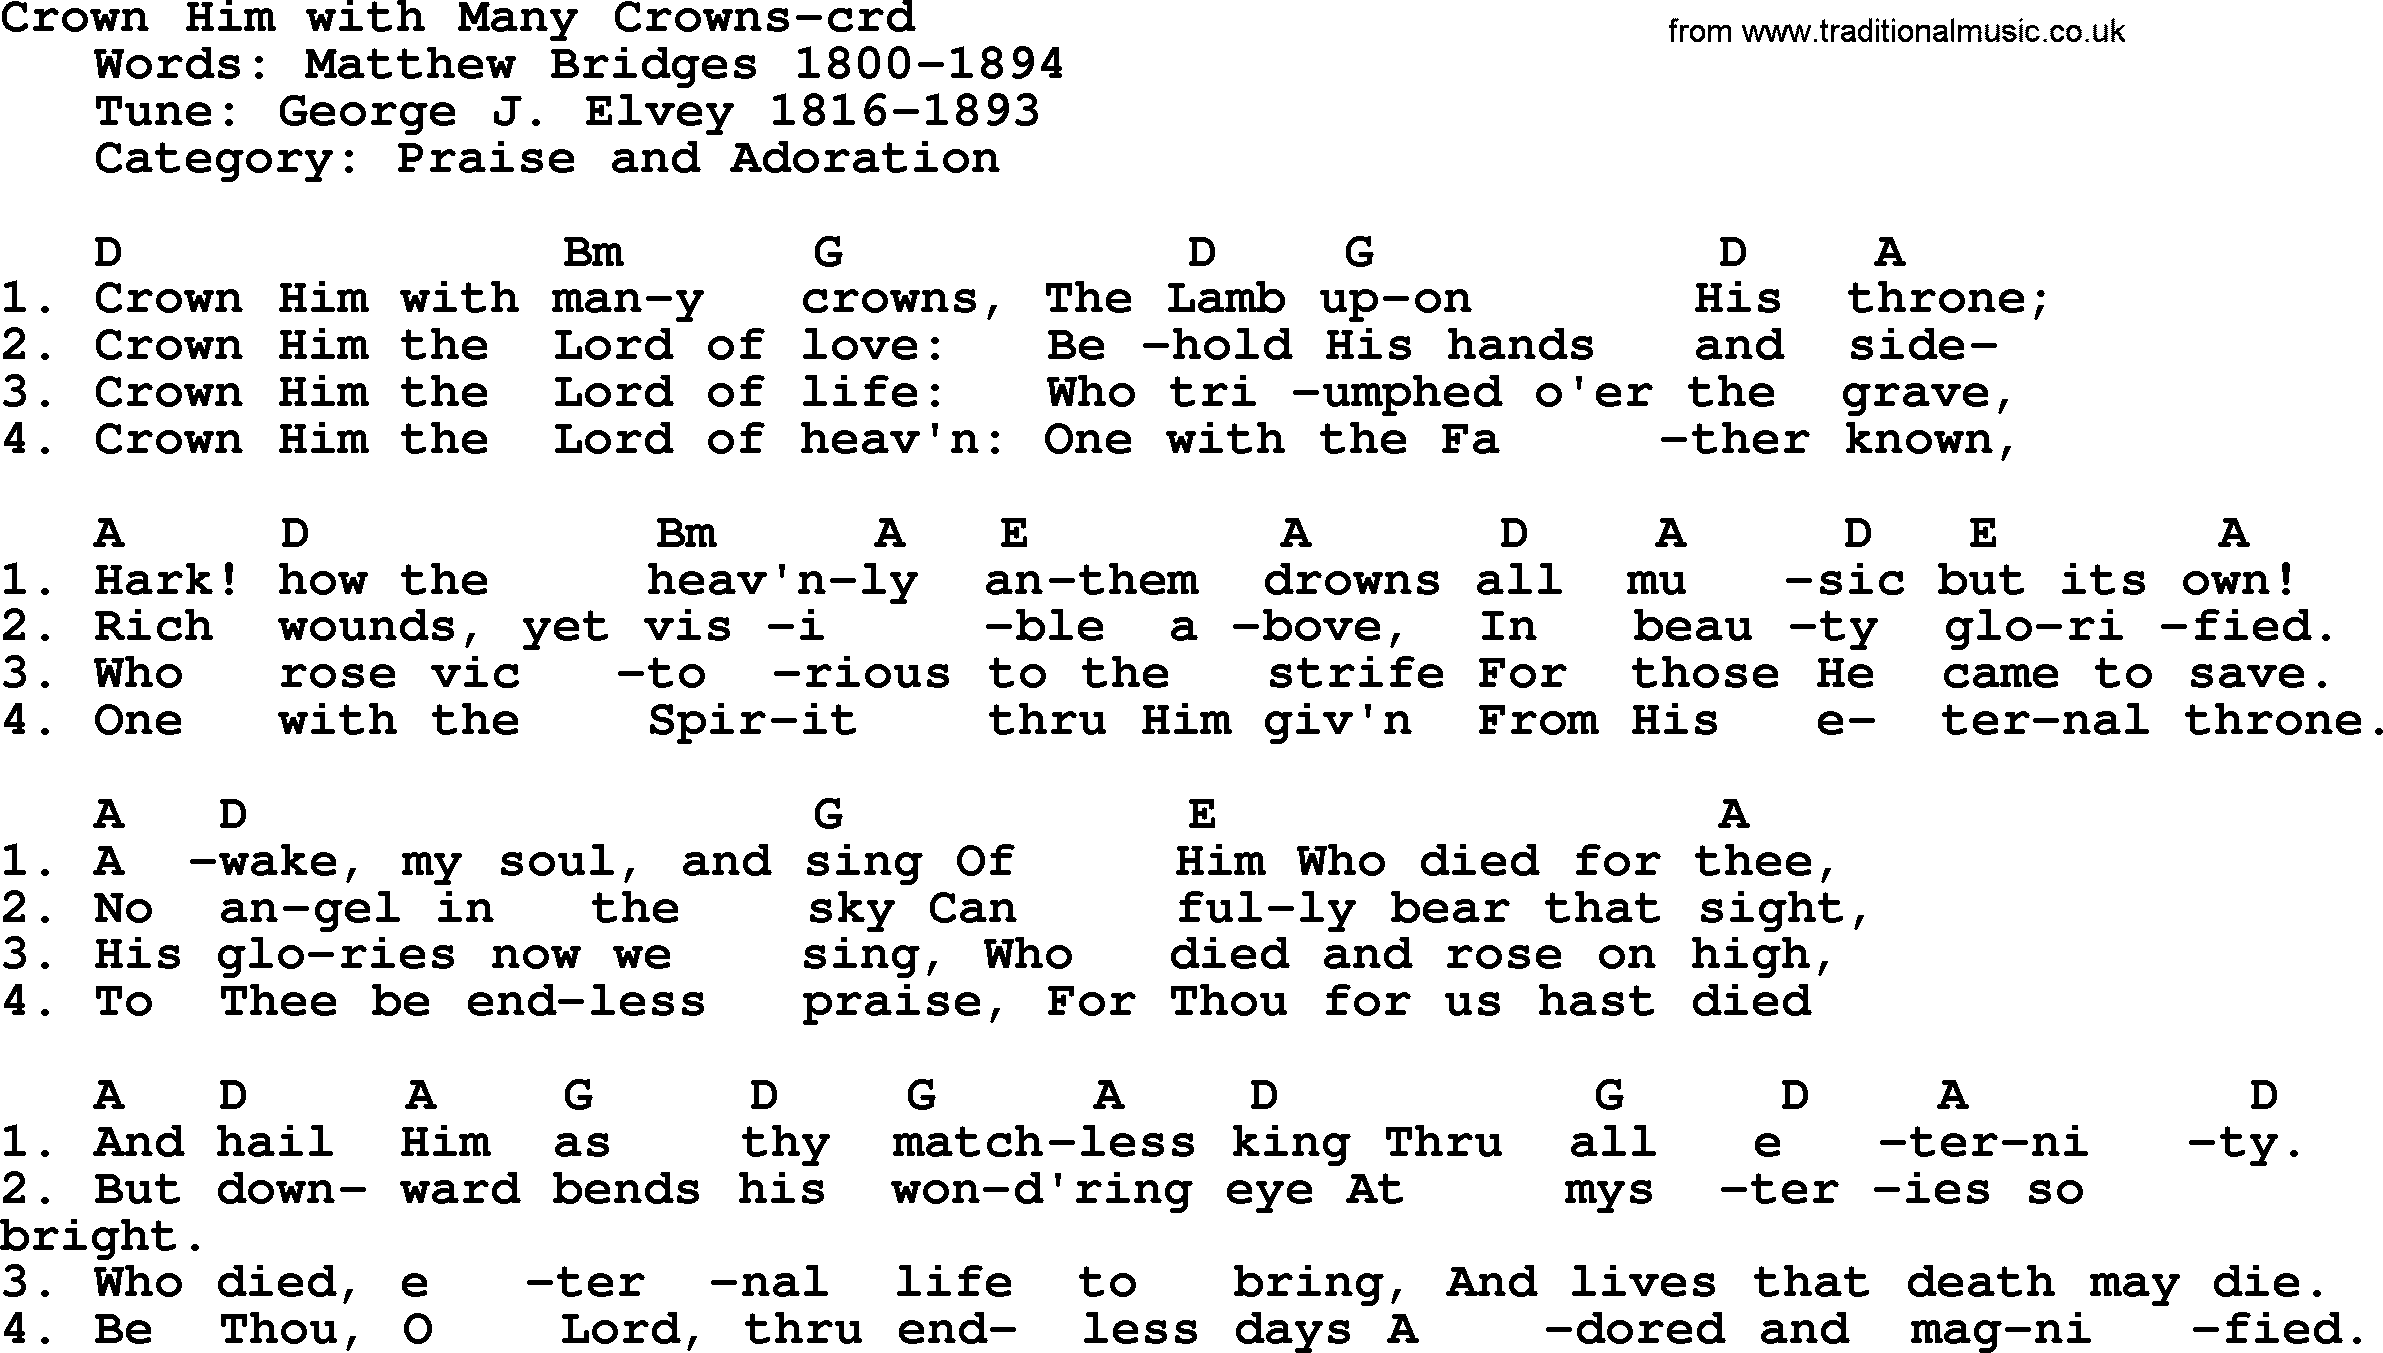 Crown Him with Many Crowns-crd from www.traditionalmusic.co.uk
Words: Matthew Bridges 1800-1894
Tune: George J. Elvey 1816-1893
Category: Praise and Adoration
D Bm G D G D A
1. Crown Him with man-y crowns, The Lamb up-on His throne;
2. Crown Him the Lord of love: Be -hold His hands and side-
3. Crown Him the Lord of life: Who tri -umphed o'er the grave,
4. Crown Him the Lord of heav'n: One with the Fa -ther known,
A D Bm A E A D A D E A
1. Hark! how the heav'n-ly an-them drowns all mu -sic but its own!
2. Rich wounds, yet vis -i -ble a -bove, In beau -ty glo-ri -fied.
3. Who rose vic -to -rious to the strife For those He came to save.
4. One with the Spir-it thru Him giv'n From His e- ter-nal throne.
A D G E A
1. A -wake, my soul, and sing Of Him Who died for thee,
2. No an-gel in the sky Can ful-ly bear that sight,
3. His glo-ries now we sing, Who died and rose on high,
4. To Thee be end-less praise, For Thou for us hast died
A D A G D G A D G D A D
1. And hail Him as thy match-less king Thru all e -ter-ni -ty.
2. But down- ward bends his won-d'ring eye At mys -ter -ies so
bright.
3. Who died, e -ter -nal life to bring, And lives that death may die.
4. Be Thou, O Lord, thru end- less days A -dored and mag-ni -fied.